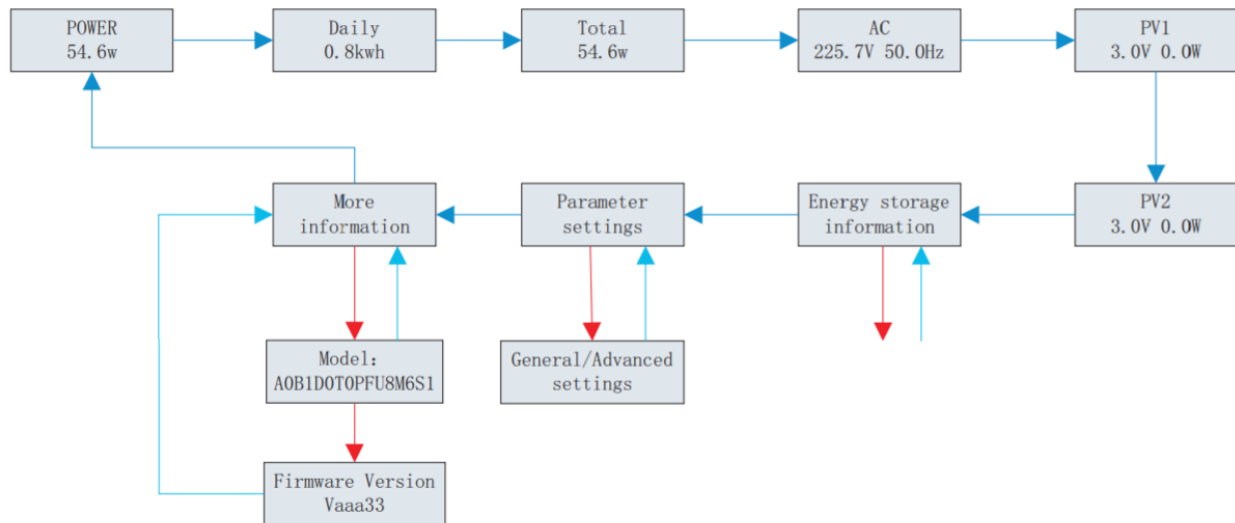 POWER
54.6w
Daily
0.8kwh
Total
54.6w
AC
225.7V 50.0Hz
PV1
3.0V 0.0W
More
information
Parameter
settings
Energy storage
information
PV2
3.0V 0.0W
Model:
A0B1D0T0PFU8M6S1
General/Advanced
settings
Firmware Version
Vaaa33